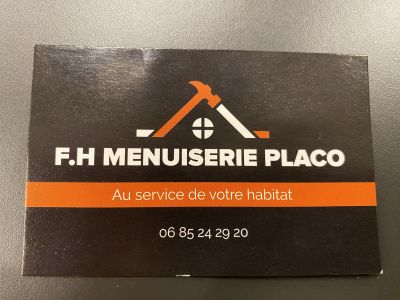 F.H MENUISERIE PLACO
Au service de votre habitat
06 85 24 29 20